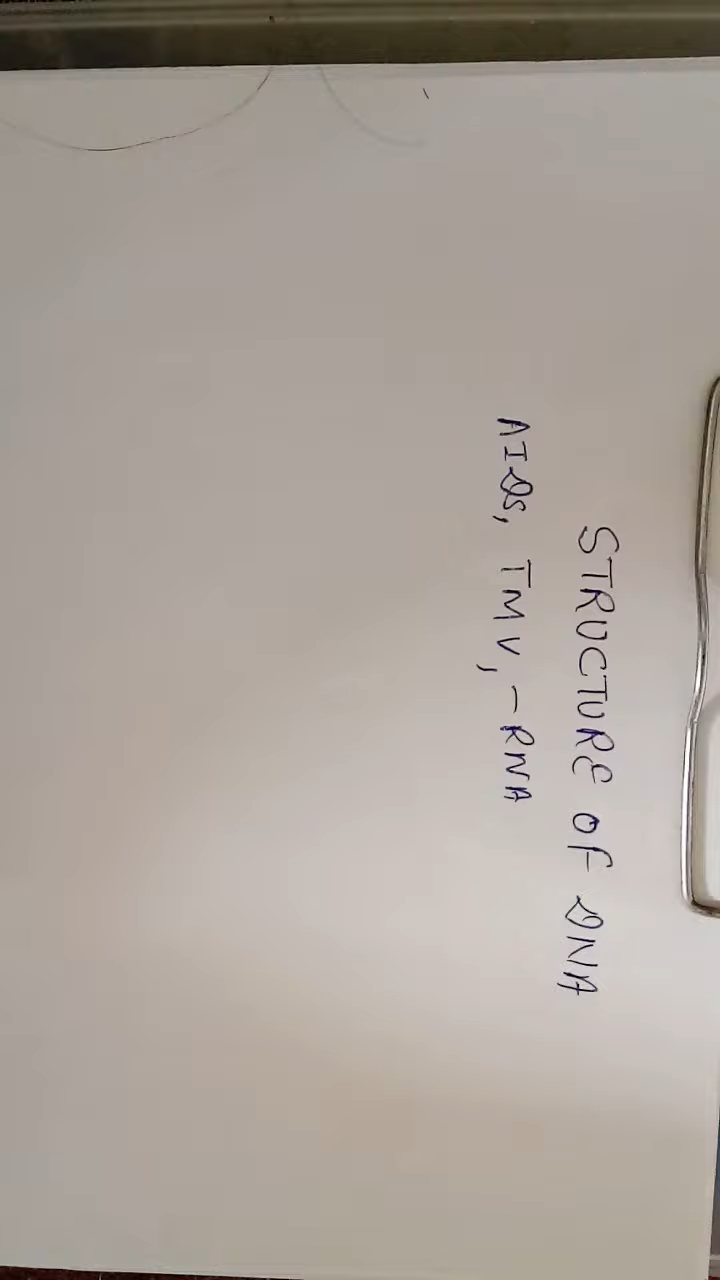 STRUCTURE OF DNA
AIDS, TMV, - RNA